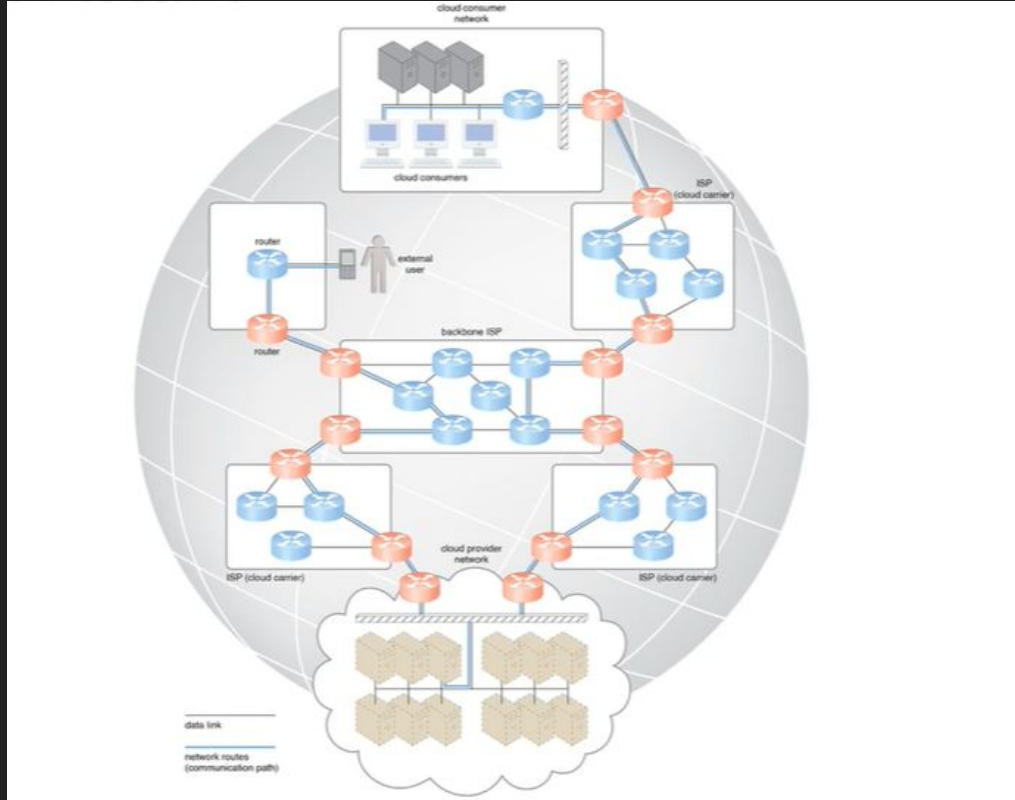 cloud consumer
network
cloud consumers
ISP
(cloud carrier)
router
external
user
router
backbone ISP
cloud provider
network
ISP (cloud carrier)
ISP (cloud carrier)
data link
network routes
(communication path)